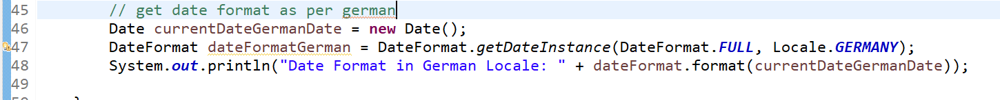 45 // get date format as per german
46 Date currentDateGermanDate = new Date();
47 DateFormat dateFormatGerman = DateFormat.getDateInstance(DateFormat.FULL, Locale.GERMANY);
48 System.out.println("Date Format in German Locale: " + dateFormat.format(currentDateGermanDate));
49